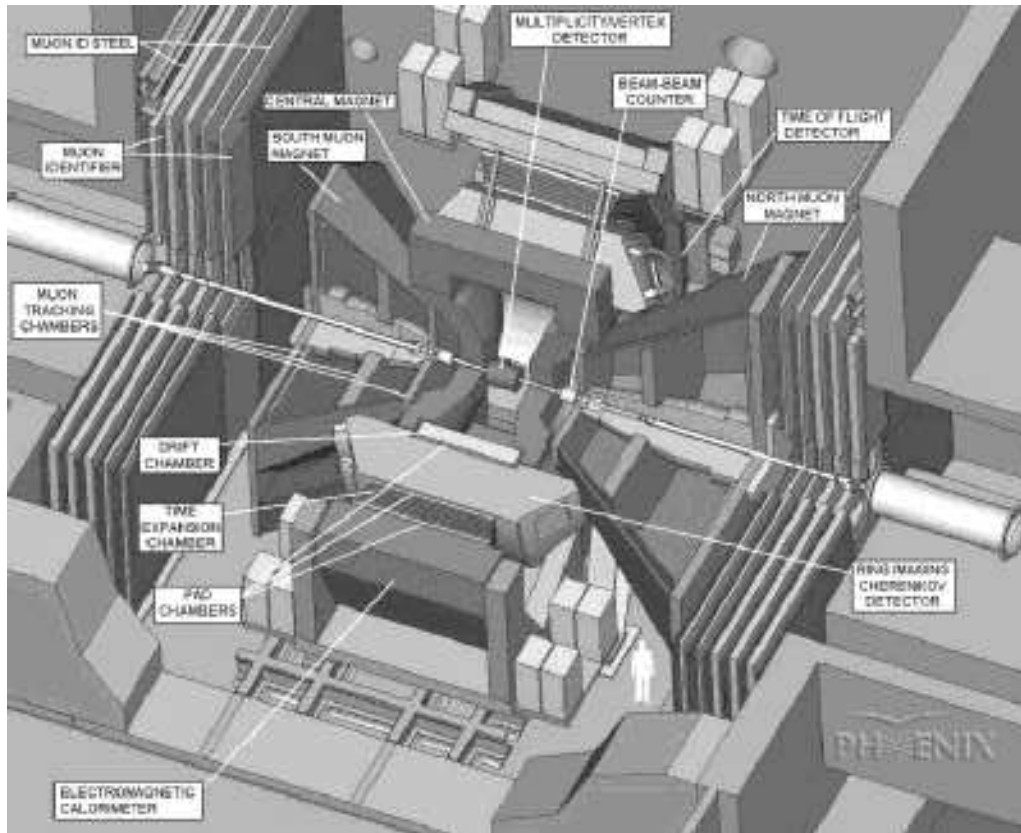 MULTIPLICITY/VERTEX
DETECTOR
MUON ID STEEL
BEAM-BEAM
COUNTER
CENTRAL MAGNET
TIME OF FLIGHT
DETECTOR
SOUTH MUON
MAGNET
MUON
IDENTIFIER
NORTH MUON
MAGNET
MUON
TRACKING
CHAMBERS
DRIFT
CHAMBER
TIME
EXPANSION
CHAMBER
PAD
CHAMBERS
RING IMAGING
CHERENKOV
DETECTOR
PHENIX
ELECTROMAGNETIC
CALORIMETER